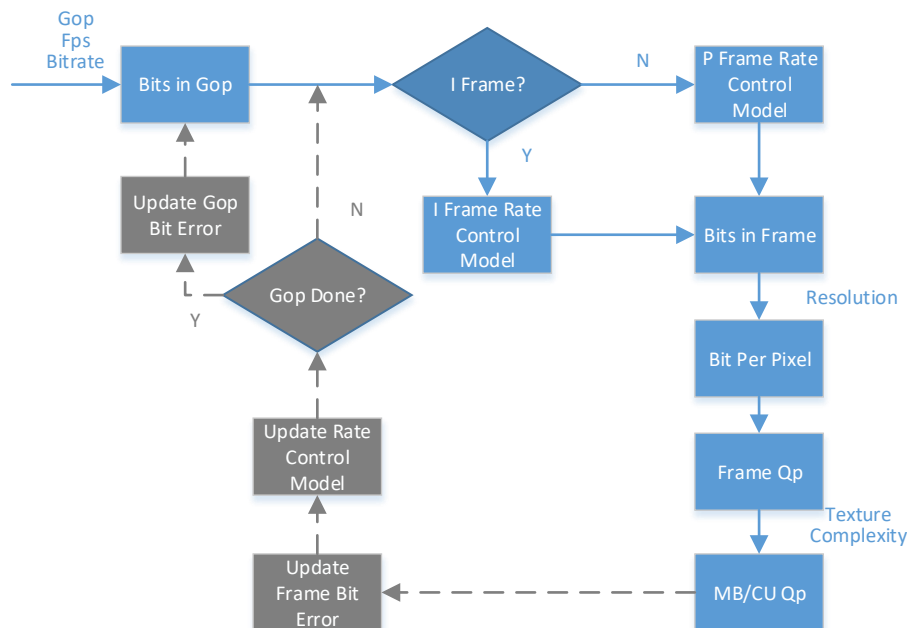 Gop
Fps
Bitrate
Bits in Gop
I Frame?
N
P Frame Rate
Control
Model
Y
Update Gop
Bit Error
N
I Frame Rate
Control
Model
Bits in Frame
Gop Done?
Resolution
Y
Bit Per Pixel
Update Rate
Control
Model
Frame Qp
Texture
Complexity
Update
Frame Bit
Error
MB/CU Qp